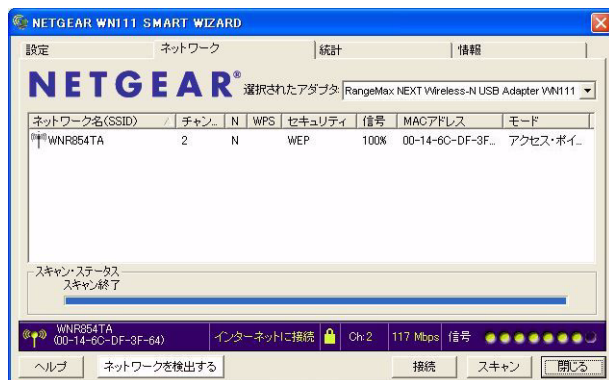 NETGEAR WN111 SMART WIZARD
設定 ネットワーク 統計 情報
NETGEAR® 選択されたアダプタ: RangeMax NEXT Wireless-N USB Adapter WN111
ネットワーク名(SSID) チャン... N WPS セキュリティ 信号 MACアドレス モード
WNR854TA 2 N WEP 100% 00-14-6C-DF-3F... アクセス・ポイ...
スキャン・ステータス
スキャン終了
WNR854TA
(00-14-6C-DF-3F-64) インターネットに接続 Ch:2 117 Mbps 信号
ヘルプ ネットワークを検出する 接続 スキャン 閉じる